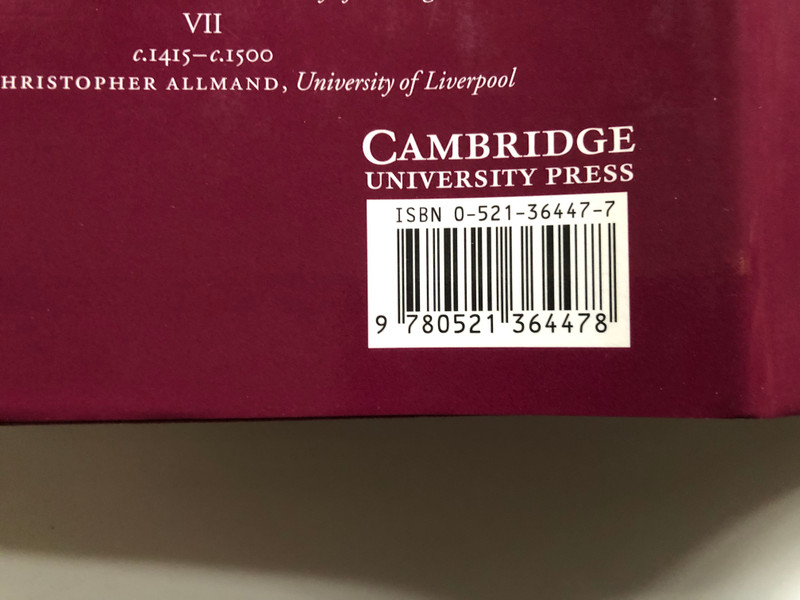 VII
c.1415–c.1500
HRISTOPHER ALLMAND, University of Liverpool
CAMBRIDGE
UNIVERSITY PRESS
ISBN 0-521-36447-7
9 780521 364478